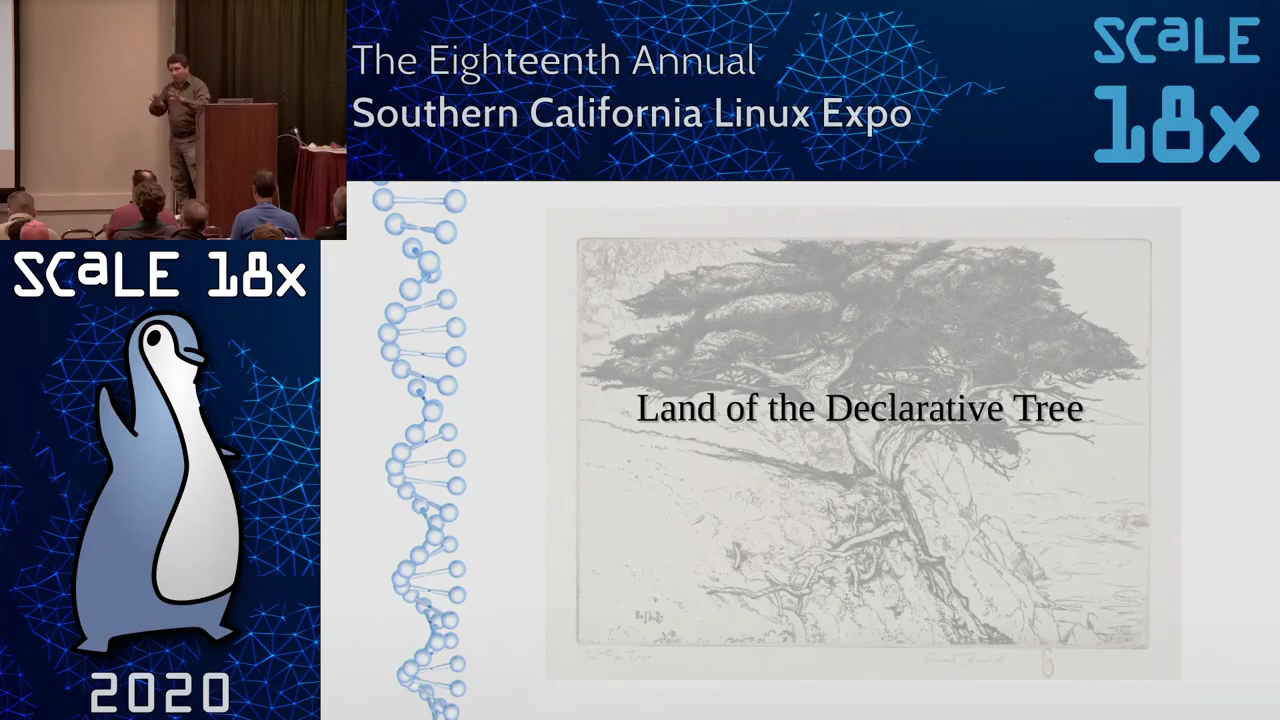 The Eighteenth Annual
Southern California Linux Expo
SCaLE
18x
SCaLE 18x
2020
Land of the Declarative Tree